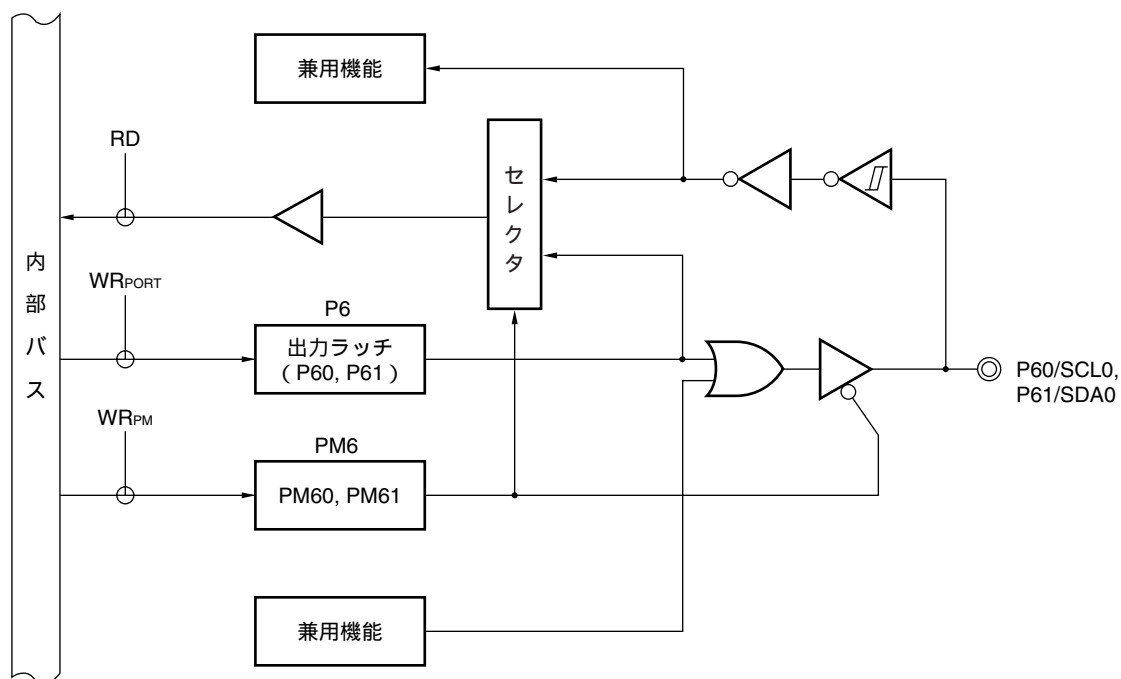 兼用機能
RD
セレクタ
内部バス
WRPORT
P6
出力ラッチ
(P60, P61)
P60/SCL0,
P61/SDA0
WRPM
PM6
PM60, PM61
兼用機能